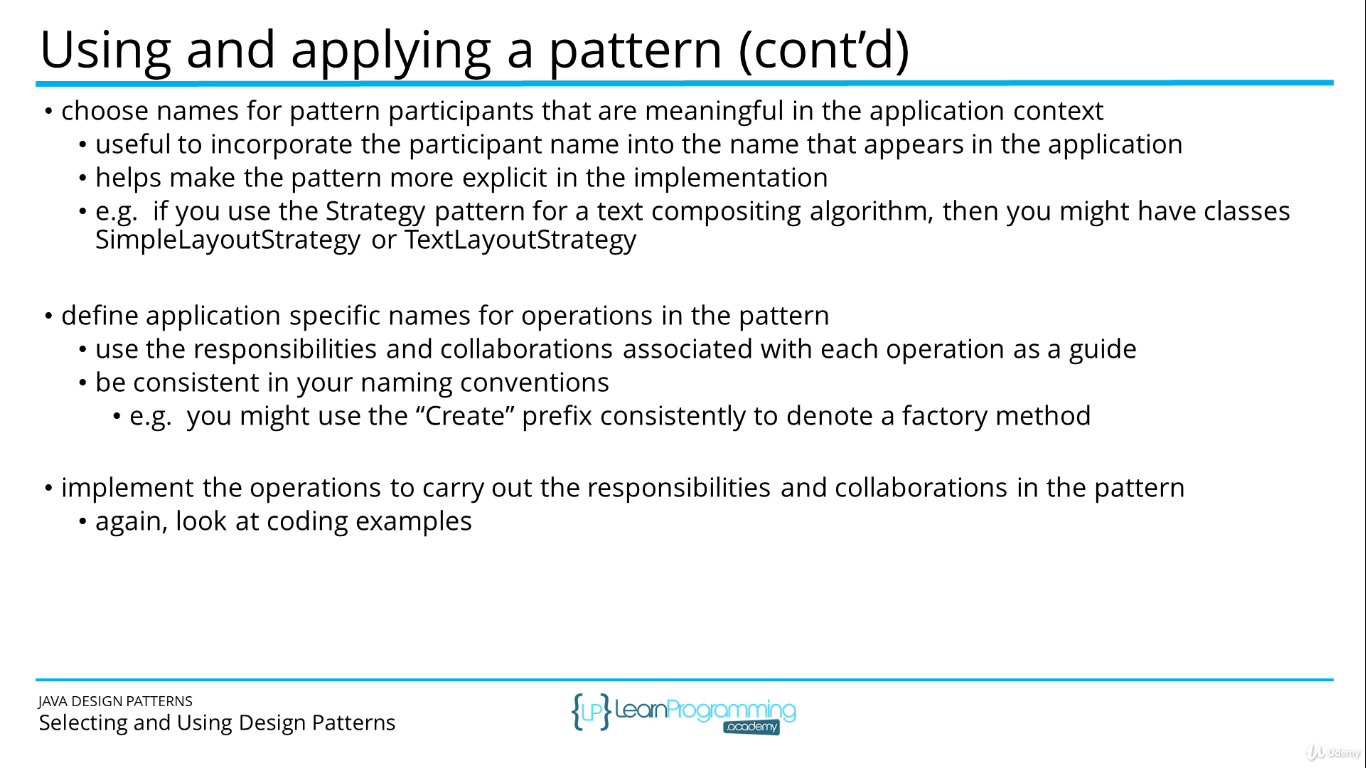 Using and applying a pattern (cont’d)
• choose names for pattern participants that are meaningful in the application context
• useful to incorporate the participant name into the name that appears in the application
• helps make the pattern more explicit in the implementation
• e.g.  if you use the Strategy pattern for a text compositing algorithm, then you might have classes
SimpleLayoutStrategy or TextLayoutStrategy
• define application specific names for operations in the pattern
• use the responsibilities and collaborations associated with each operation as a guide
• be consistent in your naming conventions
• e.g.  you might use the “Create” prefix consistently to denote a factory method
• implement the operations to carry out the responsibilities and collaborations in the pattern
• again, look at coding examples
JAVA DESIGN PATTERNS
Selecting and Using Design Patterns
{LP} LearnProgramming
.academy
Udemy